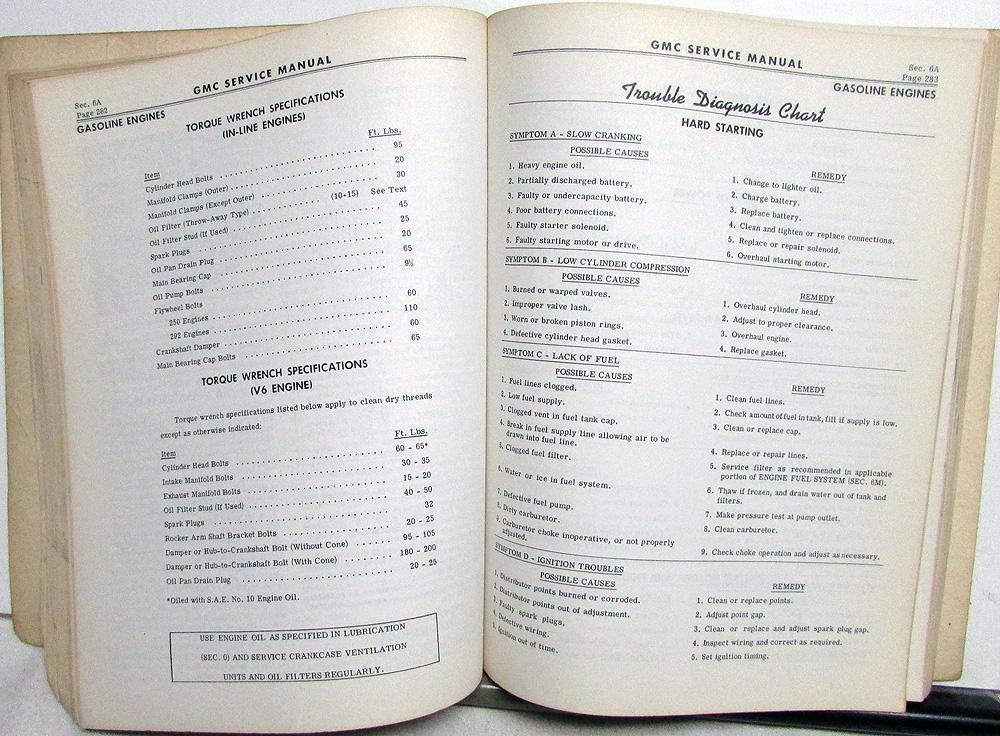 GMC SERVICE MANUAL
Sec. 6A
Page 282
GASOLINE ENGINES
TORQUE WRENCH SPECIFICATIONS
(IN-LINE ENGINES)
Item Ft. Lbs.
Cylinder Head Bolts 95
Manifold Clamps (Outer) 20
Manifold Clamps (Except Outer) 30
Oil Filter (Throw-Away Type) (10-15) See Text
Oil Filter Stud (If Used) 45
Spark Plugs 25
Oil Pan Drain Plug 20
Main Bearing Cap 65
Oil Pump Bolts 9½
Flywheel Bolts
250 Engines 60
292 Engines 110
Crankshaft Damper 60
Main Bearing Cap Bolts 65
TORQUE WRENCH SPECIFICATIONS
(V6 ENGINE)
Torque wrench specifications listed below apply to clean dry threads
except as otherwise indicated:
Item Ft. Lbs.
Cylinder Head Bolts 60 - 65*
Intake Manifold Bolts 30 - 35
Exhaust Manifold Bolts 15 - 20
Oil Filter Stud (If Used) 40 - 50
Spark Plugs 32
Rocker Arm Shaft Bracket Bolts 20 - 25
Damper or Hub-to-Crankshaft Bolt (Without Cone) 95 - 105
Damper or Hub-to-Crankshaft Bolt (With Cone) 180 - 200
Oil Pan Drain Plug 20 - 25
*Oiled with S.A.E. No. 10 Engine Oil.
USE ENGINE OIL AS SPECIFIED IN LUBRICATION
(SEC. 0) AND SERVICE CRANKCASE VENTILATION
UNITS AND OIL FILTERS REGULARLY.
GMC SERVICE MANUAL
Sec. 6A
Page 283
GASOLINE ENGINES
Trouble Diagnosis Chart
HARD STARTING
SYMPTOM A - SLOW CRANKING
POSSIBLE CAUSES
1. Heavy engine oil.
2. Partially discharged battery.
3. Faulty or undercapacity battery.
4. Poor battery connections.
5. Faulty starter solenoid.
6. Faulty starting motor or drive.
REMEDY
1. Change to lighter oil.
2. Charge battery.
3. Replace battery.
4. Clean and tighten or replace connections.
5. Replace or repair solenoid.
6. Overhaul starting motor.
SYMPTOM B - LOW CYLINDER COMPRESSION
POSSIBLE CAUSES
1. Burned or warped valves.
2. Improper valve lash.
3. Worn or broken piston rings.
4. Defective cylinder head gasket.
REMEDY
1. Overhaul cylinder head.
2. Adjust to proper clearance.
3. Overhaul engine.
4. Replace gasket.
SYMPTOM C - LACK OF FUEL
POSSIBLE CAUSES
1. Fuel lines clogged.
2. Low fuel supply.
3. Clogged vent in fuel tank cap.
4. Break in fuel supply line allowing air to be
drawn into fuel line.
5. Clogged fuel filter.
6. Water or ice in fuel system.
7. Defective fuel pump.
8. Dirty carburetor.
9. Carburetor choke inoperative, or not properly
adjusted.
REMEDY
1. Clean fuel lines.
2. Check amount of fuel in tank, fill if supply is low.
3. Clean or replace cap.
4. Replace or repair lines.
5. Service filter as recommended in applicable
portion of ENGINE FUEL SYSTEM (SEC. 6M).
6. Thaw if frozen, and drain water out of tank and
filters.
7. Make pressure test at pump outlet.
8. Clean carburetor.
9. Check choke operation and adjust as necessary.
SYMPTOM D - IGNITION TROUBLES
POSSIBLE CAUSES
1. Distributor points burned or corroded.
2. Distributor points out of adjustment.
3. Faulty spark plugs.
4. Defective wiring.
5. Ignition out of time.
REMEDY
1. Clean or replace points.
2. Adjust point gap.
3. Clean or replace and adjust spark plug gap.
4. Inspect wiring and correct as required.
5. Set ignition timing.